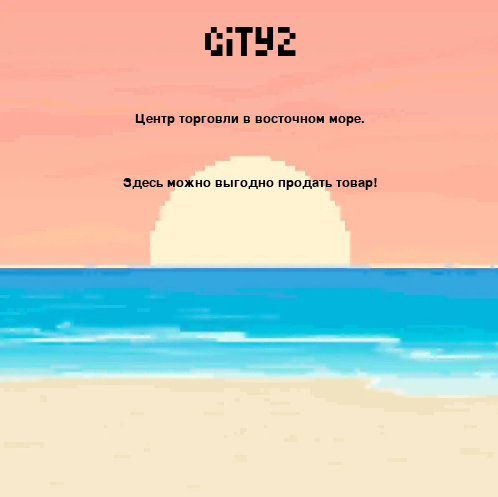 CiTY2
Центр торговли в восточном море.
Здесь можно выгодно продать товар!